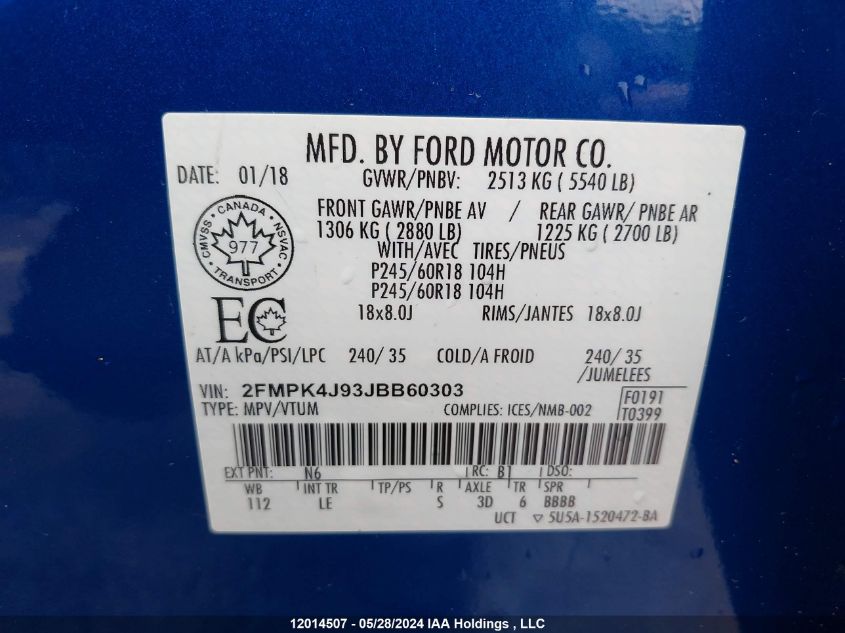 MFD. BY FORD MOTOR CO.
DATE: 01/18 GVWR/PNBV: 2513 KG ( 5540 LB)
FRONT GAWR/PNBE AV / REAR GAWR/ PNBE AR
1306 KG ( 2880 LB) 1225 KG ( 2700 LB)
WITH/AVEC TIRES/PNEUS
P245/60R18 104H
P245/60R18 104H
18x8.0J RIMS/JANTES 18x8.0J
CANADA
CMVSS 977 NSVAC
TRANSPORT
EC
AT/A kPa/PSI/LPC 240/ 35 COLD/A FROID 240/ 35
/JUMELEES
VIN: 2FMPK4J93JBB60303 F0191
TYPE: MPV/VTUM COMPLIES: ICES/NMB-002 T0399
EXT PNT: N6 RC: B1 DSO:
WB INT TR TP/PS R AXLE TR SPR
112 LE S 3D 6 BBBB
UCT ▽ 5U5A-1520472-BA
12014507 - 05/28/2024 IAA Holdings , LLC